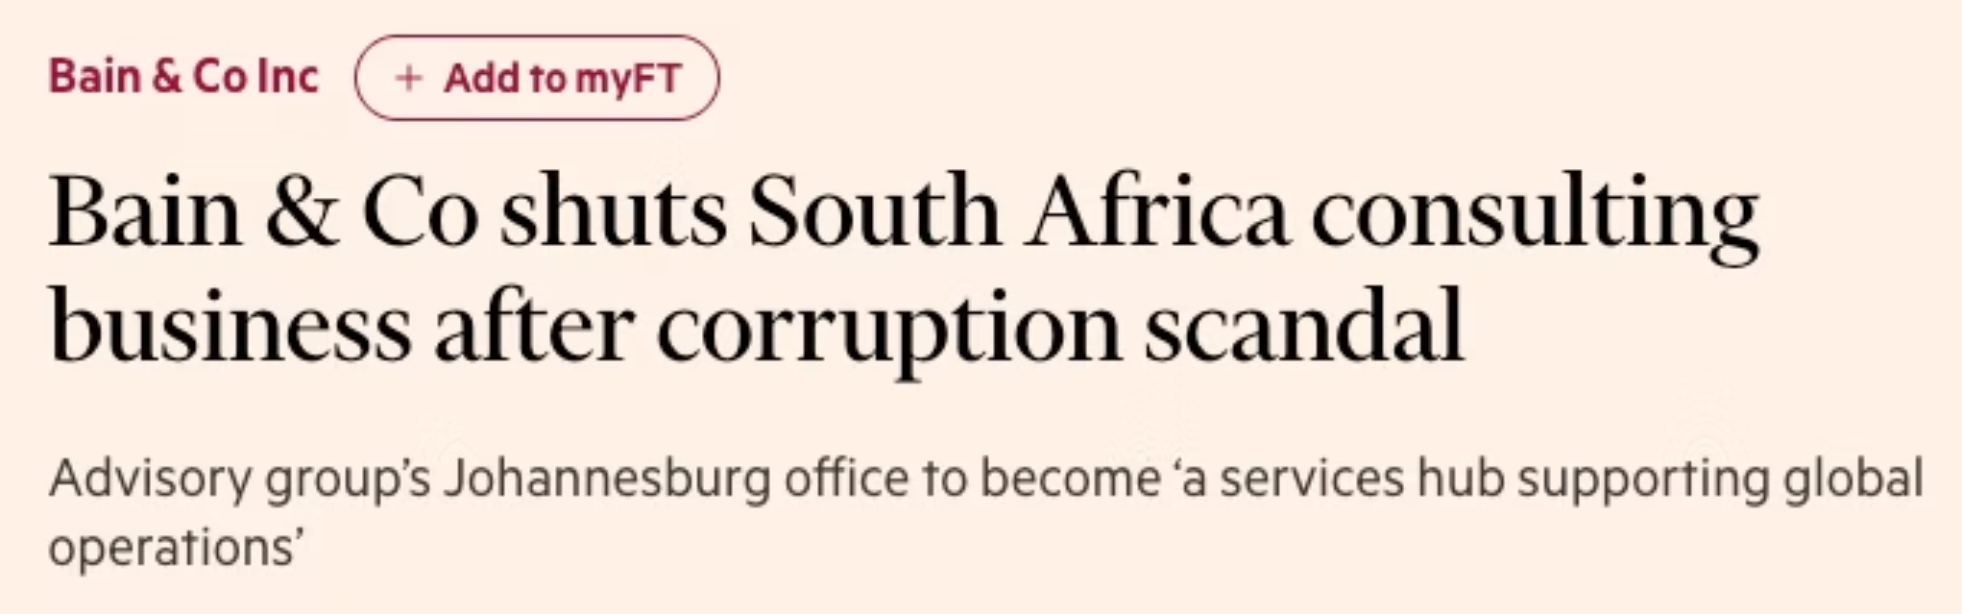 Bain & Co Inc + Add to myFT
Bain & Co shuts South Africa consulting
business after corruption scandal
Advisory group’s Johannesburg office to become ‘a services hub supporting global
operations’